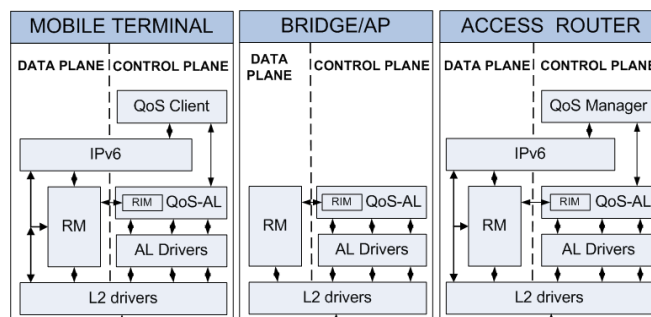 MOBILE TERMINAL
DATA PLANE
CONTROL PLANE
QoS Client
IPv6
RM
RIM
QoS-AL
AL Drivers
L2 drivers
BRIDGE/AP
DATA
PLANE
CONTROL PLANE
RM
RIM
QoS-AL
AL Drivers
L2 drivers
ACCESS ROUTER
DATA PLANE
CONTROL PLANE
QoS Manager
IPv6
RM
RIM
QoS-AL
AL Drivers
L2 drivers